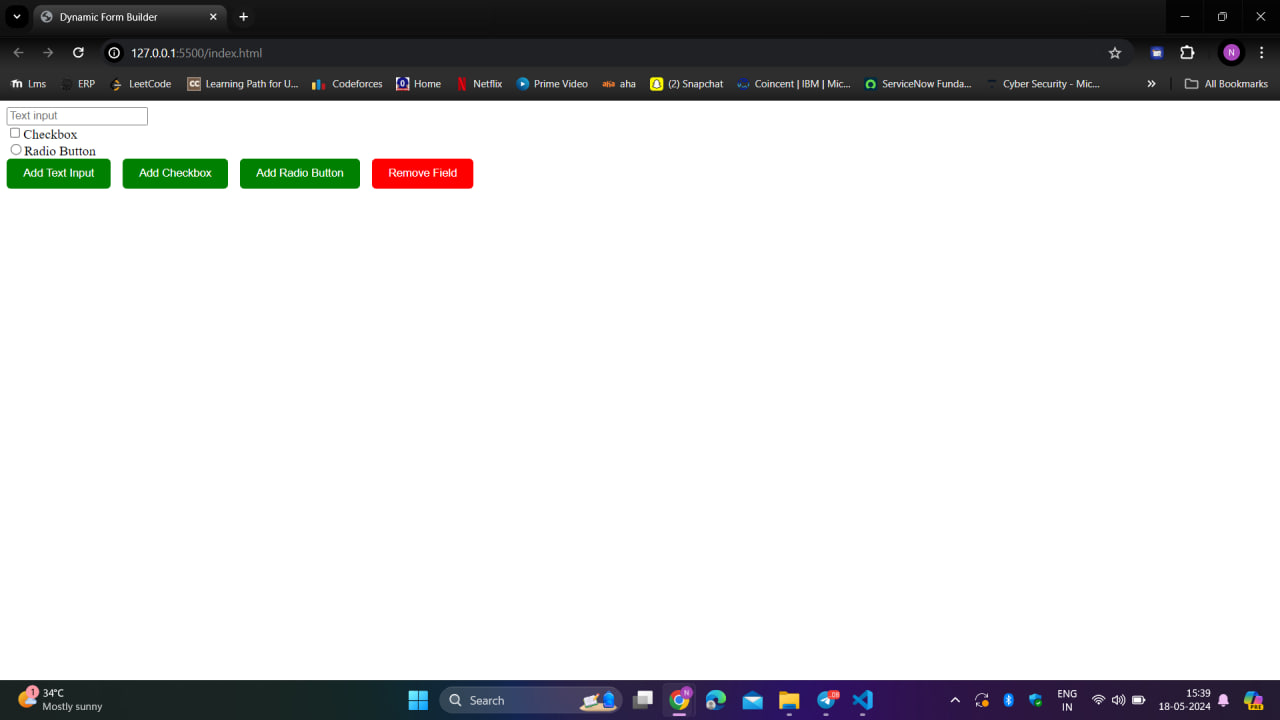 Dynamic Form Builder
127.0.0.1:5500/index.html
N
Lms ERP LeetCode CC Learning Path for U... Codeforces Home Netflix Prime Video aha aha (2) Snapchat Coincent | IBM | Mic... ServiceNow Funda... Cyber Security - Mic... » All Bookmarks
Text input
Checkbox
Radio Button
Add Text Input Add Checkbox Add Radio Button Remove Field
1 34°C
Mostly sunny
Search
N
08
ENG
IN
15:39
18-05-2024
PRE